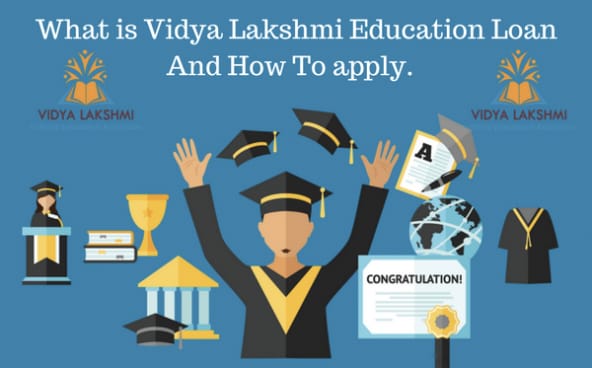 What is Vidya Lakshmi Education Loan
And How To apply.
VIDYA LAKSHMI
VIDYA LAKSHMI
A
CONGRATULATION!